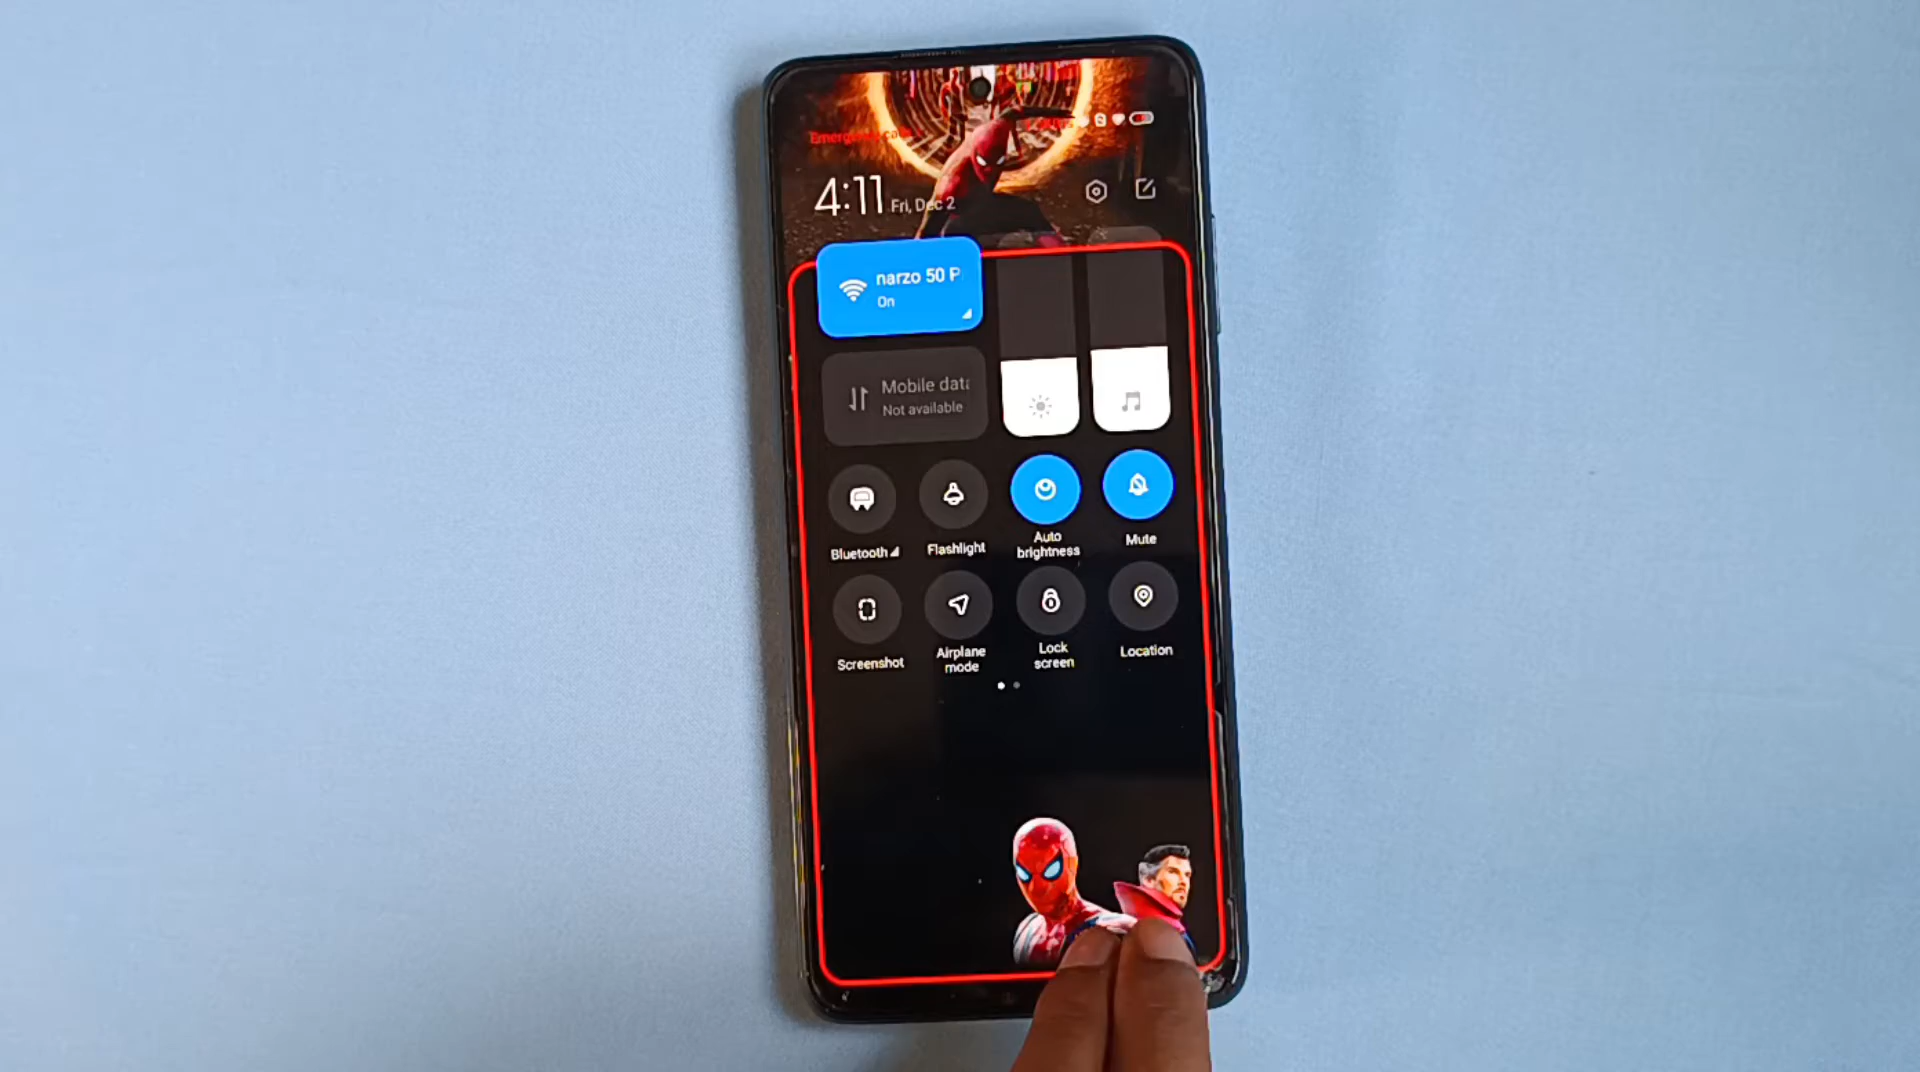 4:11 Fri, Dec 2
narzo 50 P
On
Mobile data
Not available
Bluetooth
Flashlight
Auto
brightness
Mute
Screenshot
Airplane
mode
Lock
screen
Location